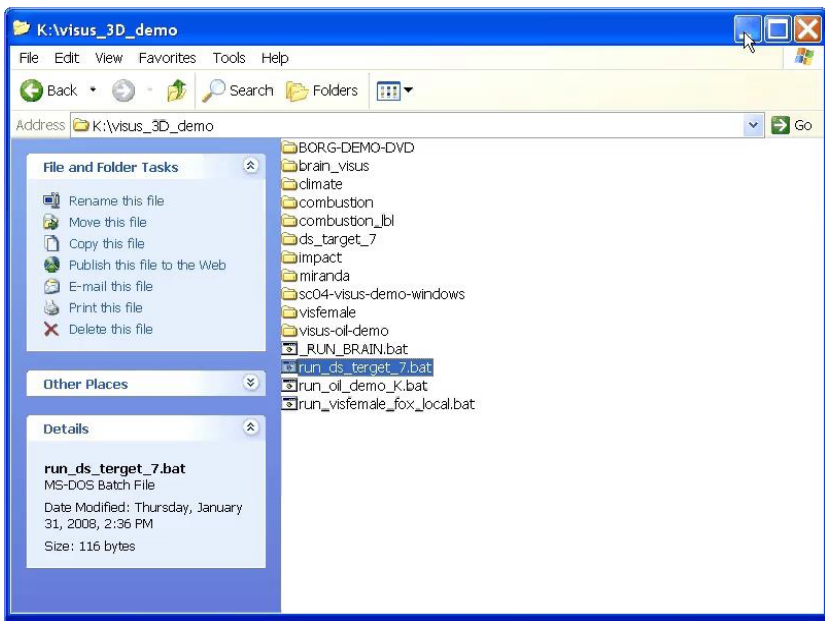 K:\visus_3D_demo
File Edit View Favorites Tools Help
Back Search Folders
Address K:\visus_3D_demo Go
File and Folder Tasks
Rename this file
Move this file
Copy this file
Publish this file to the Web
E-mail this file
Print this file
Delete this file
Other Places
Details
run_ds_terget_7.bat
MS-DOS Batch File
Date Modified: Thursday, January
31, 2008, 2:36 PM
Size: 116 bytes
BORG-DEMO-DVD
brain_visus
climate
combustion
combustion_lbl
ds_target_7
impact
miranda
sc04-visus-demo-windows
visfemale
visus-oil-demo
_RUN_BRAIN.bat
run_ds_terget_7.bat
run_oil_demo_K.bat
run_visfemale_fox_local.bat